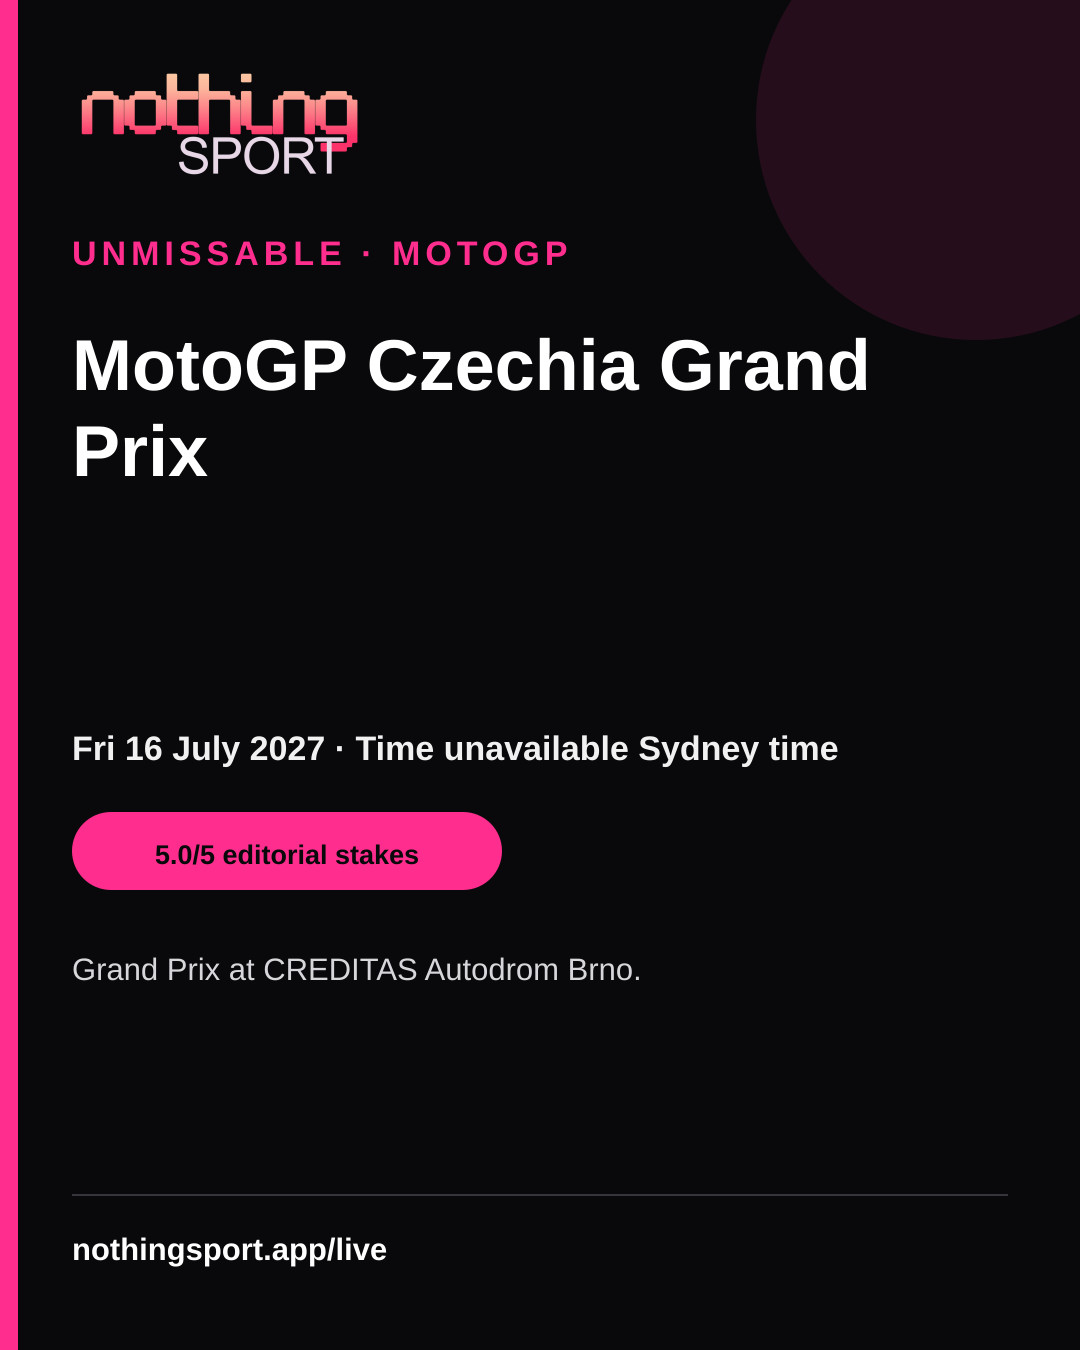 nothing
SPORT
UNMISSABLE · MOTOGP
MotoGP Czechia Grand
Prix
Fri 16 July 2027 · Time unavailable Sydney time
5.0/5 editorial stakes
Grand Prix at CREDITAS Autodrom Brno.
nothingsport.app/live